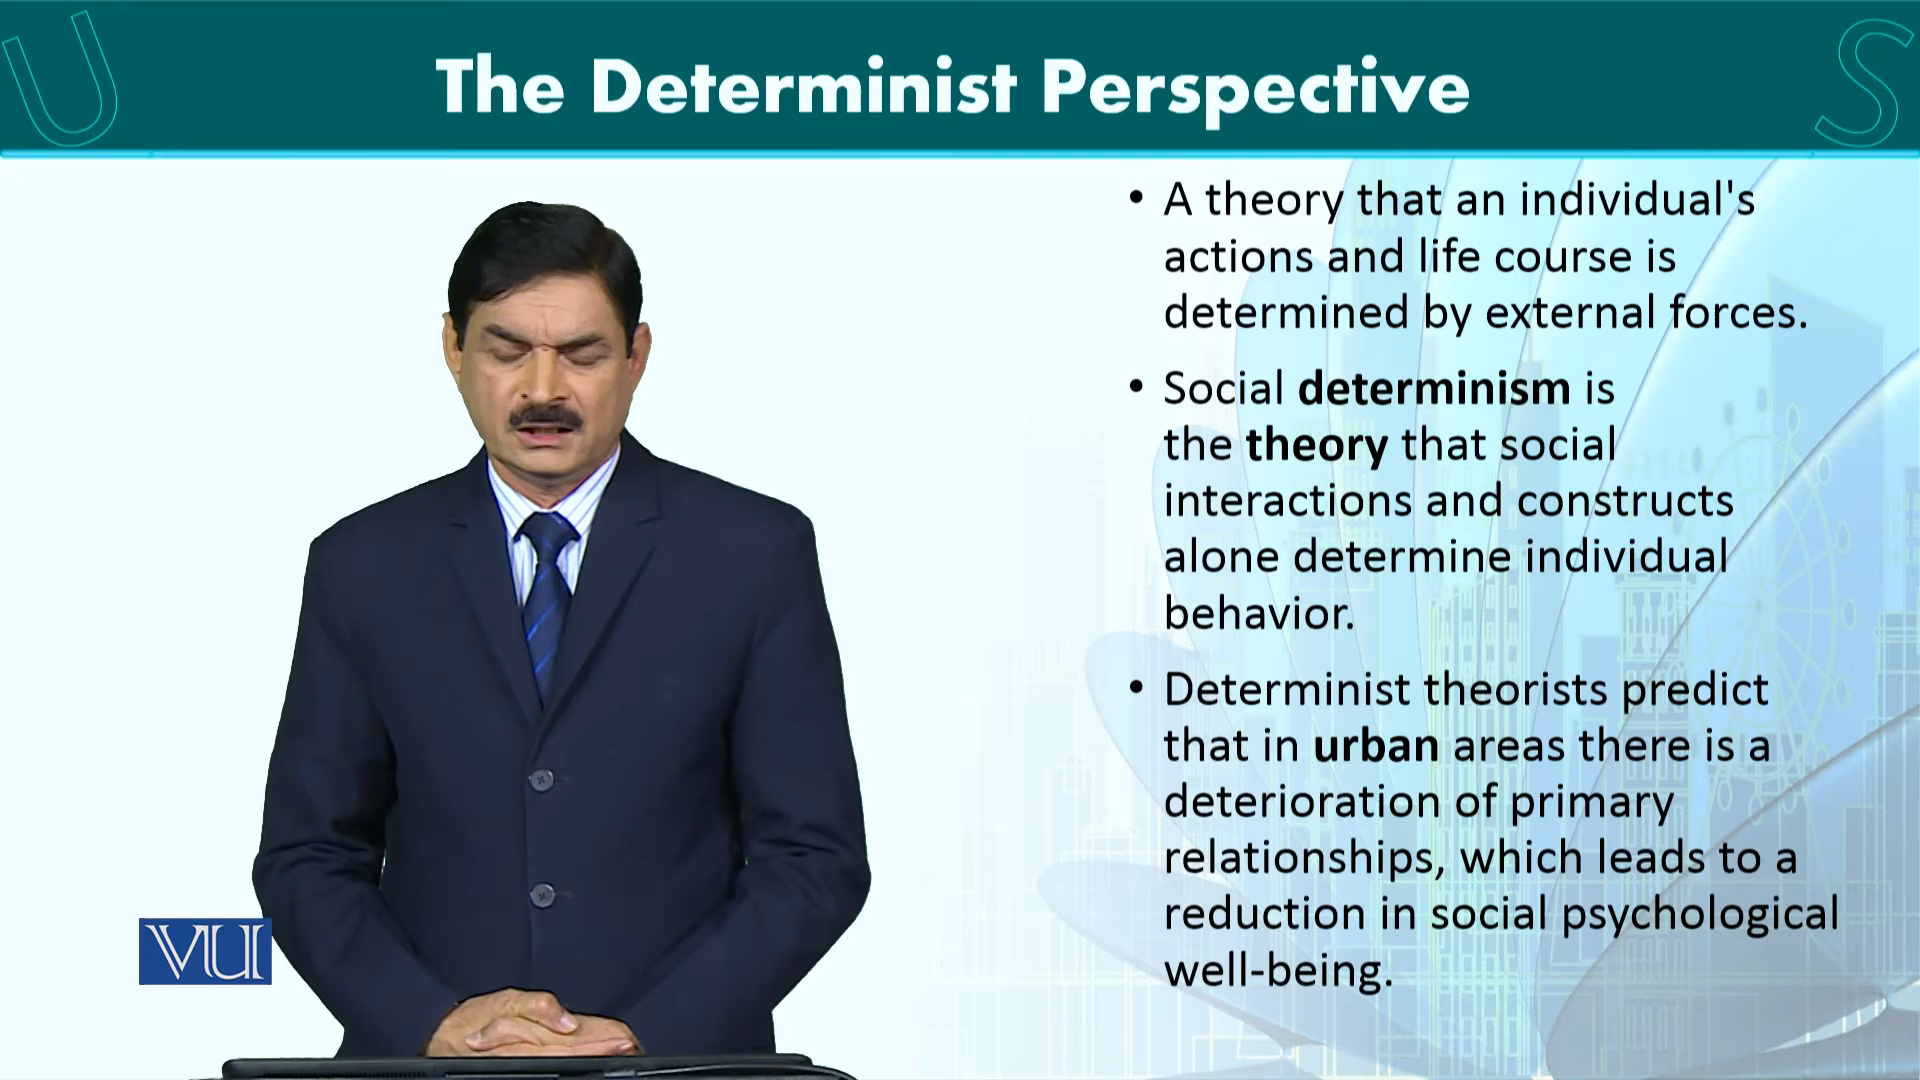 U
S
The Determinist Perspective
• A theory that an individual's
actions and life course is
determined by external forces.
• Social determinism is
the theory that social
interactions and constructs
alone determine individual
behavior.
• Determinist theorists predict
that in urban areas there is a
deterioration of primary
relationships, which leads to a
reduction in social psychological
well-being.
VU